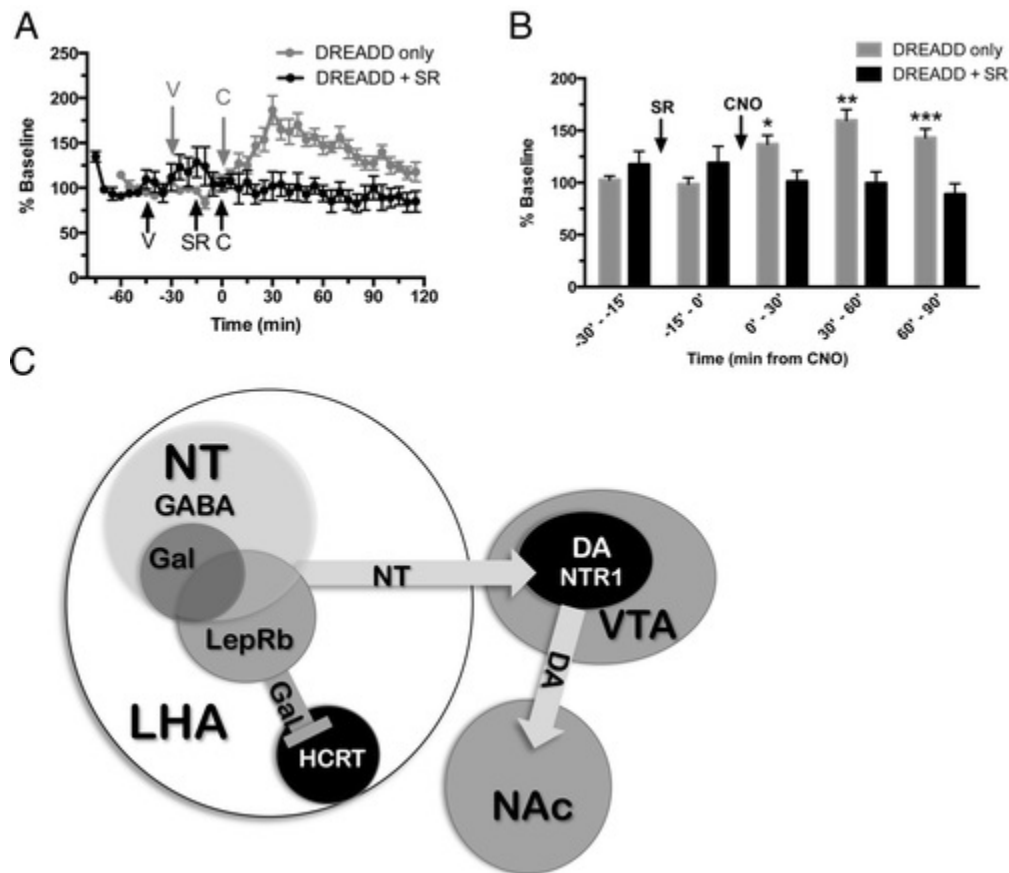 A
DREADD only
DREADD + SR
250
200
150
100
50
0
% Baseline
V
C
V
SR
C
-60
-30
0
30
60
90
120
Time (min)
B
DREADD only
DREADD + SR
250
200
150
100
50
0
% Baseline
SR
CNO
*
**
***
-30' - -15'
-15' - 0'
0' - 30'
30' - 60'
60' - 90'
Time (min from CNO)
C
NT
GABA
Gal
LepRb
Gal
LHA
HCRT
NT
DA
NTR1
VTA
DA
NAc